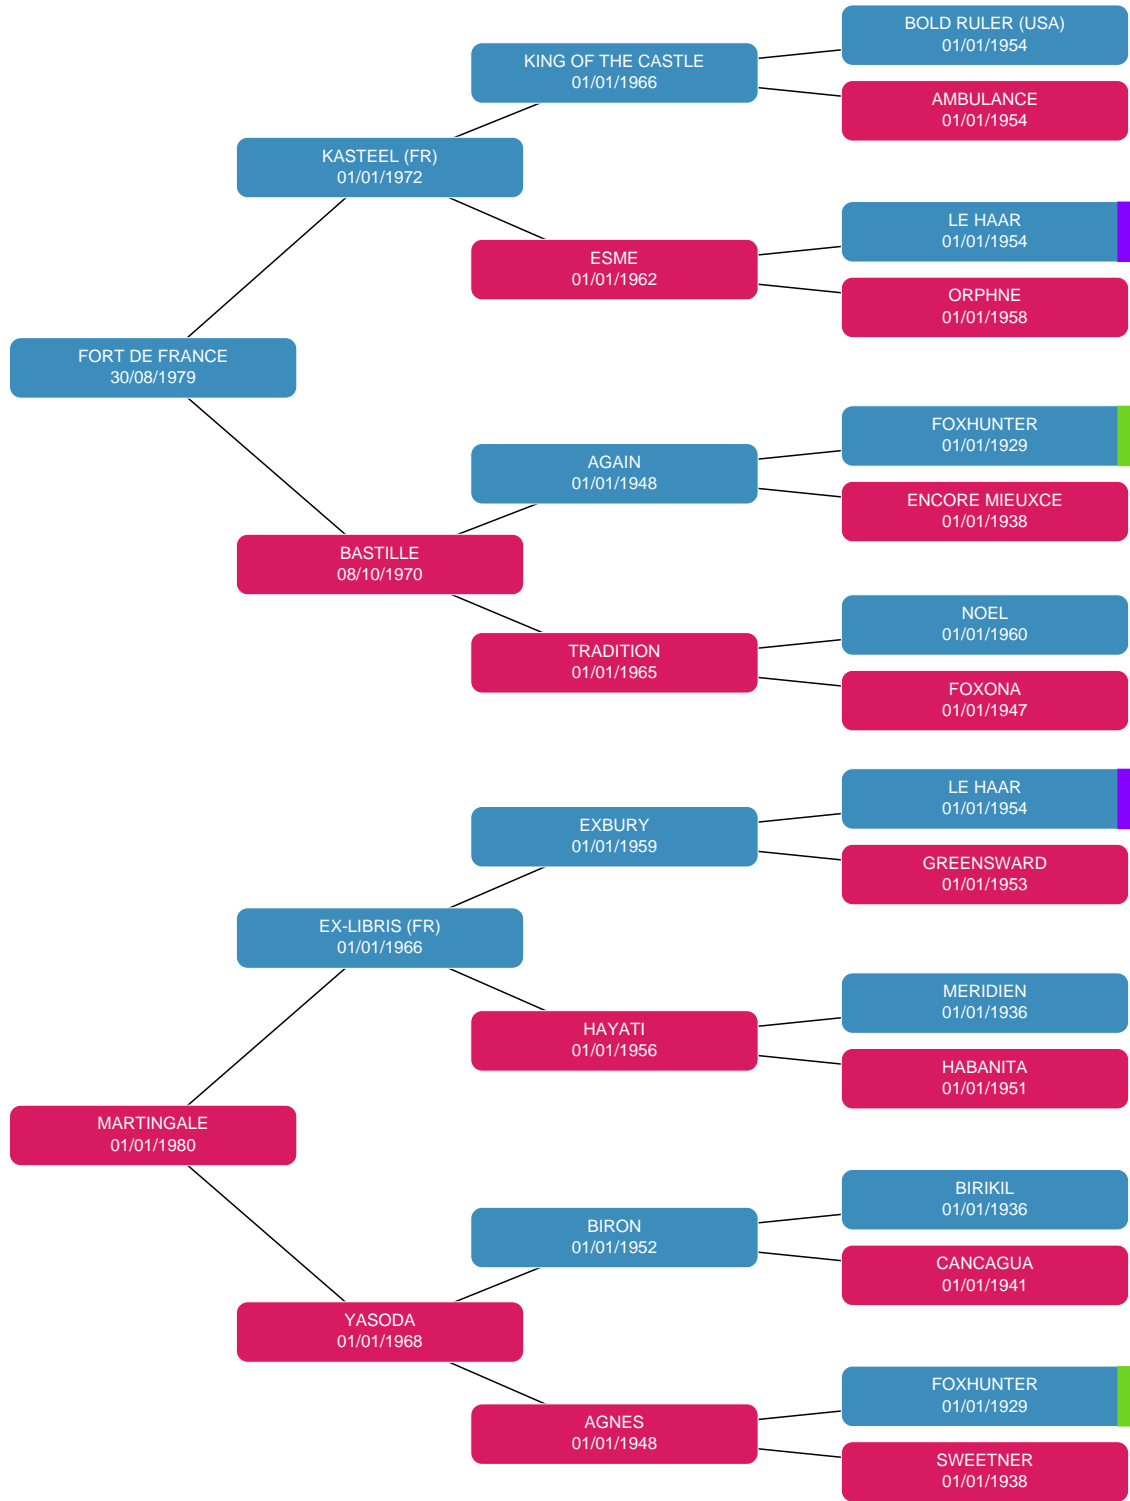 BOLD RULER (USA)
01/01/1954
KING OF THE CASTLE
01/01/1966
AMBULANCE
01/01/1954
KASTEEL (FR)
01/01/1972
LE HAAR
01/01/1954
ESME
01/01/1962
ORPHNE
01/01/1958
FORT DE FRANCE
30/08/1979
FOXHUNTER
01/01/1929
AGAIN
01/01/1948
ENCORE MIEUXCE
01/01/1938
BASTILLE
08/10/1970
NOEL
01/01/1960
TRADITION
01/01/1965
FOXONA
01/01/1947
LE HAAR
01/01/1954
EXBURY
01/01/1959
GREENSWARD
01/01/1953
EX-LIBRIS (FR)
01/01/1966
MERIDIEN
01/01/1936
HAYATI
01/01/1956
HABANITA
01/01/1951
MARTINGALE
01/01/1980
BIRIKIL
01/01/1936
BIRON
01/01/1952
CANCAGUA
01/01/1941
YASODA
01/01/1968
FOXHUNTER
01/01/1929
AGNES
01/01/1948
SWEETNER
01/01/1938